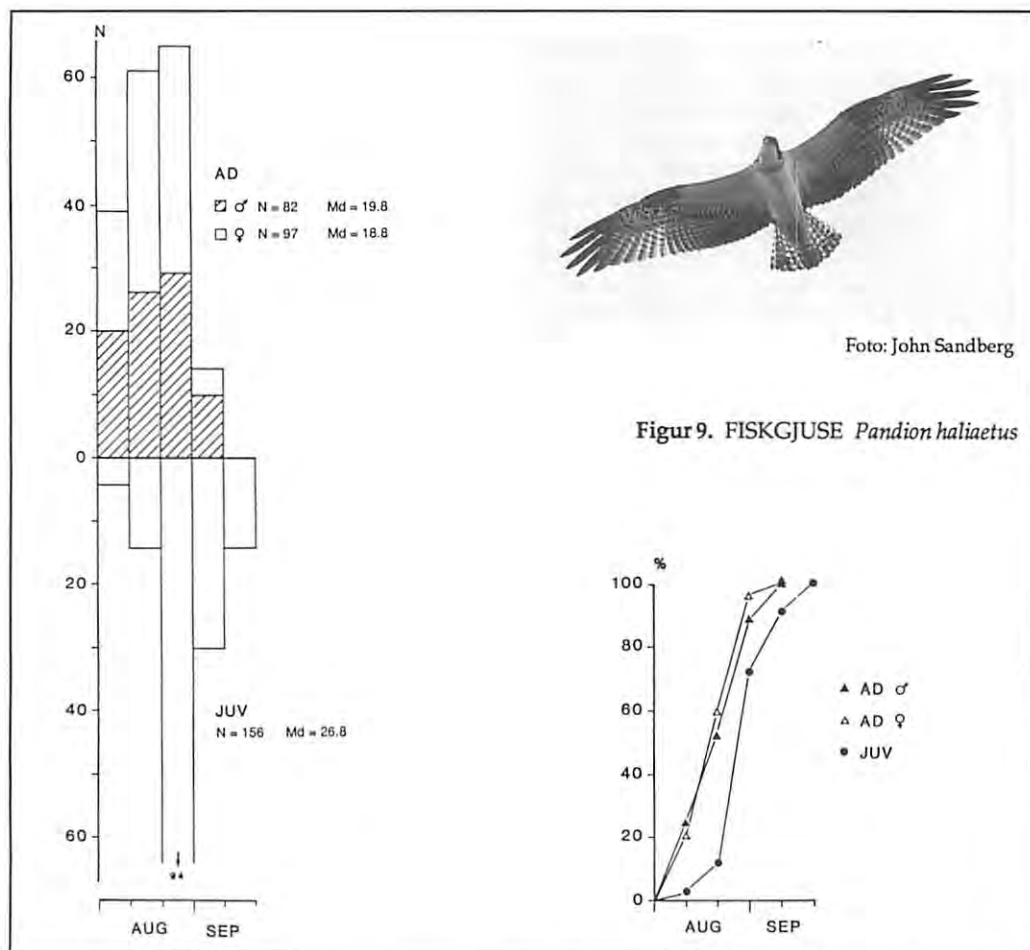 N
60
40
20
0
20
40
60
94
AUG SEP
AD
♂ N = 82 Md = 19.8
♀ N = 97 Md = 18.8
JUV
N = 156 Md = 26.8
Foto: John Sandberg
Figur 9. FISKGJUSE Pandion haliaetus
%
100
80
60
40
20
0
AUG SEP
▲ AD ♂
△ AD ♀
● JUV